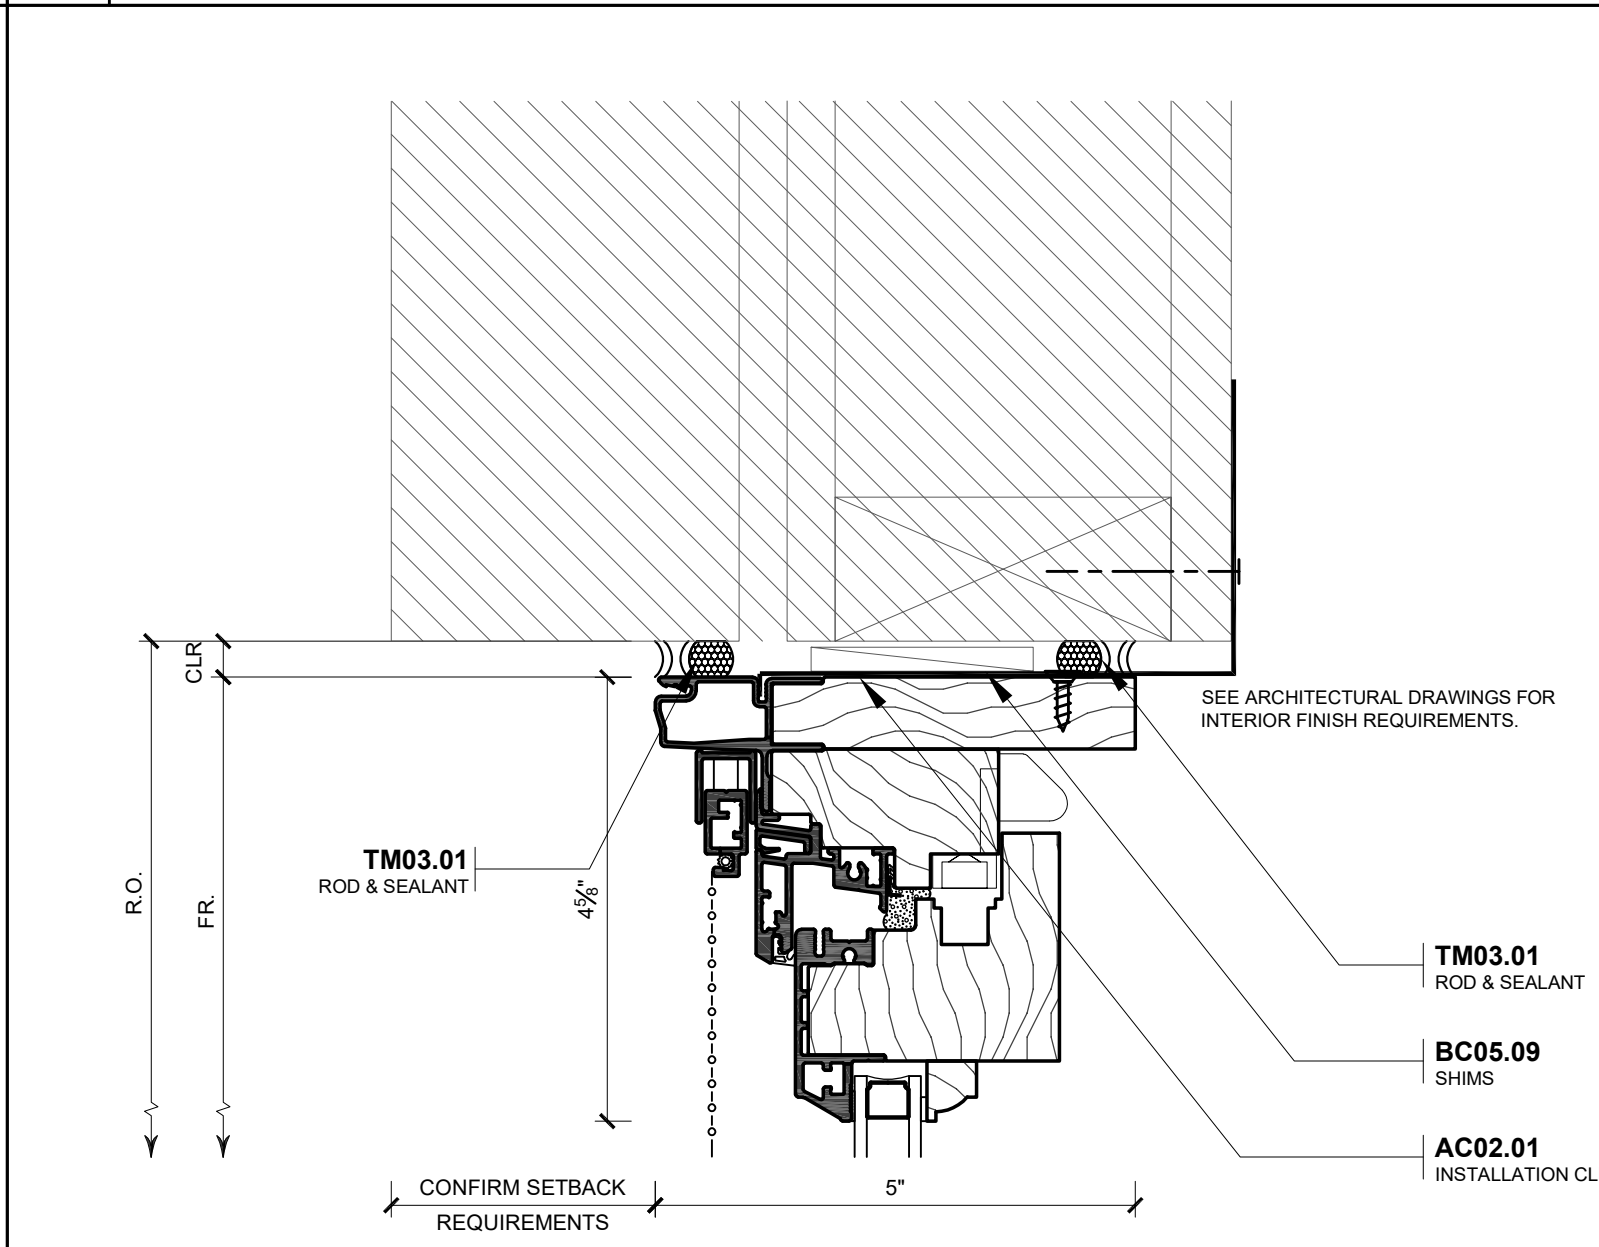 CLR
SEE ARCHITECTURAL DRAWINGS FOR
INTERIOR FINISH REQUIREMENTS.
TM03.01
ROD & SEALANT
R.O.
FR.
4⅝"
TM03.01
ROD & SEALANT
BC05.09
SHIMS
AC02.01
INSTALLATION CL
CONFIRM SETBACK
REQUIREMENTS
5"